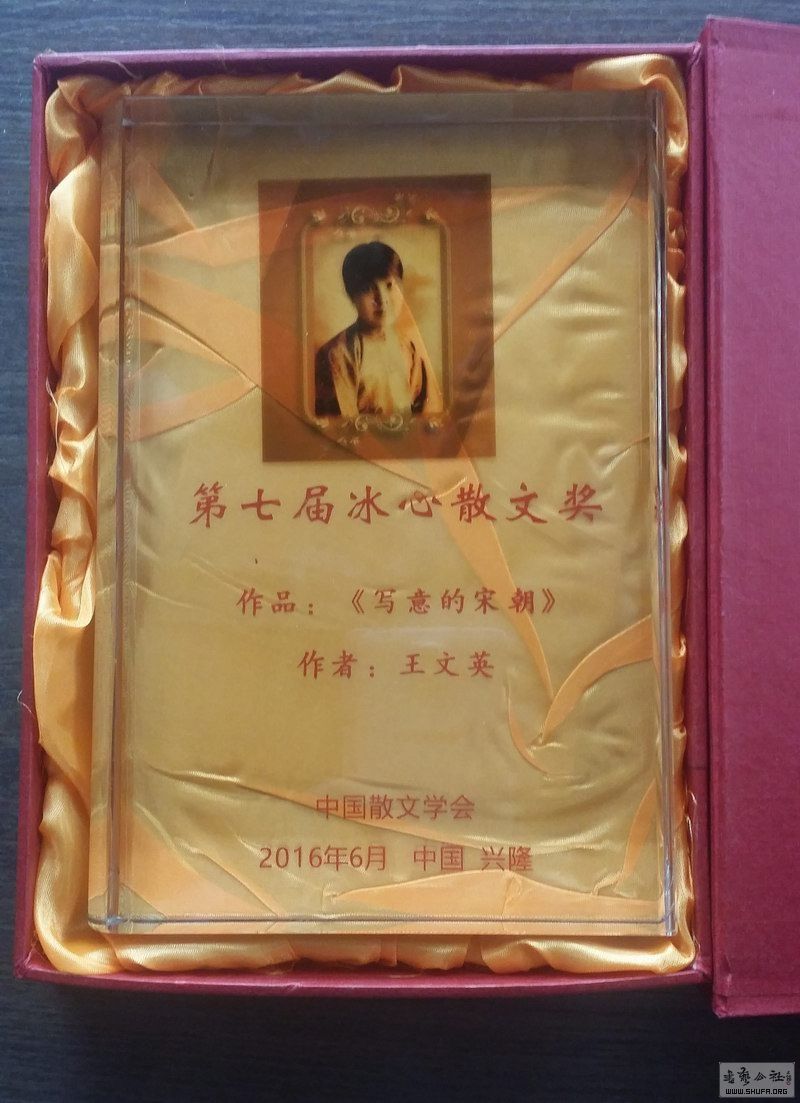 第七届冰心散文奖
作品：《写意的宋朝》
作者：王文英
中国散文学会
2016年6月 中国 兴隆
书艺公社
WWW.SHUFA.ORG